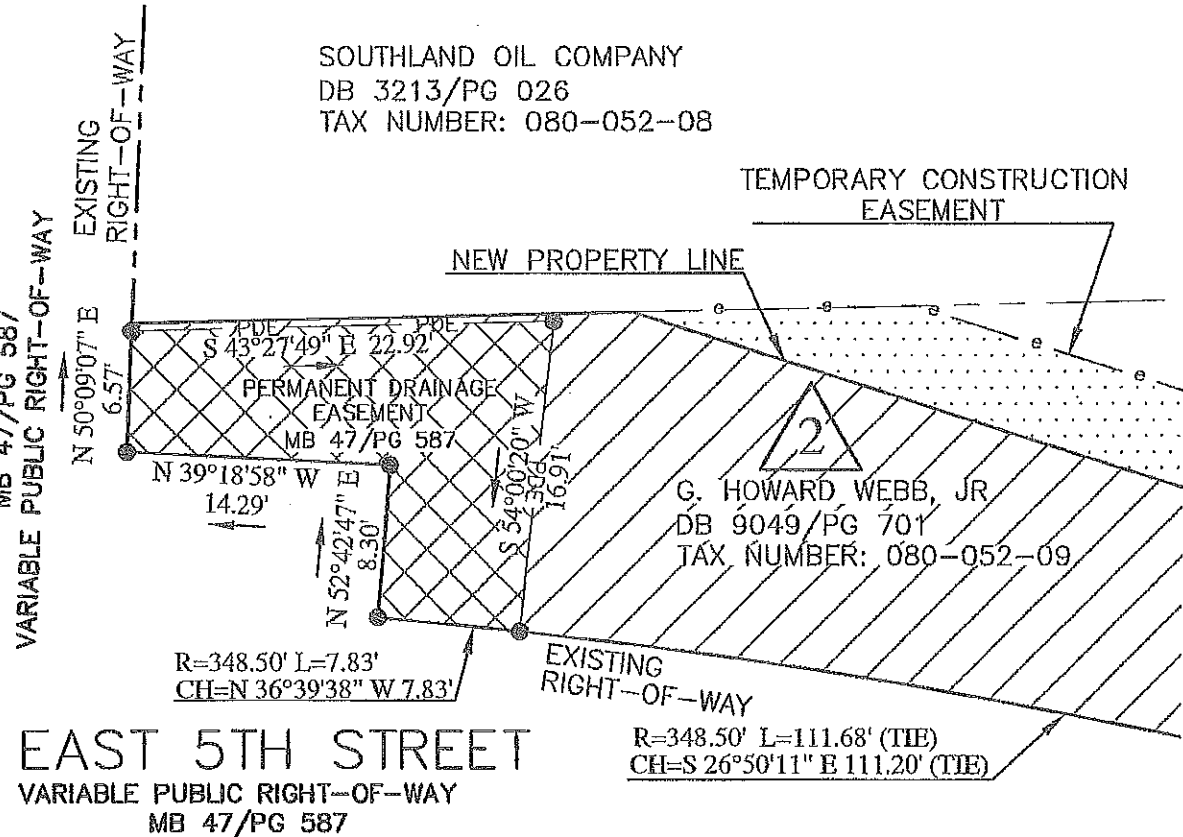 SOUTHLAND OIL COMPANY
DB 3213/PG 026
TAX NUMBER: 080-052-08
EXISTING
RIGHT-OF-WAY
TEMPORARY CONSTRUCTION
EASEMENT
NEW PROPERTY LINE
MB 47/PG 587
VARIABLE PUBLIC RIGHT-OF-WAY
N 50°09'07" E
6.57'
e e e
e
e
PDE PDE
S 43°27'49" E 22.92'
PERMANENT DRAINAGE
EASEMENT
MB 47/PG 587
N 39°18'58" W
14.29'
N 52°42'47" E
8.30'
S 54°00'20" W
PDE
16.91'
2
G. HOWARD WEBB, JR
DB 9049/PG 701
TAX NUMBER: 080-052-09
R=348.50' L=7.83'
CH=N 36°39'38" W 7.83'
EXISTING
RIGHT-OF-WAY
R=348.50' L=111.68' (TIE)
CH=S 26°50'11" E 111.20' (TIE)
EAST 5TH STREET
VARIABLE PUBLIC RIGHT-OF-WAY
MB 47/PG 587